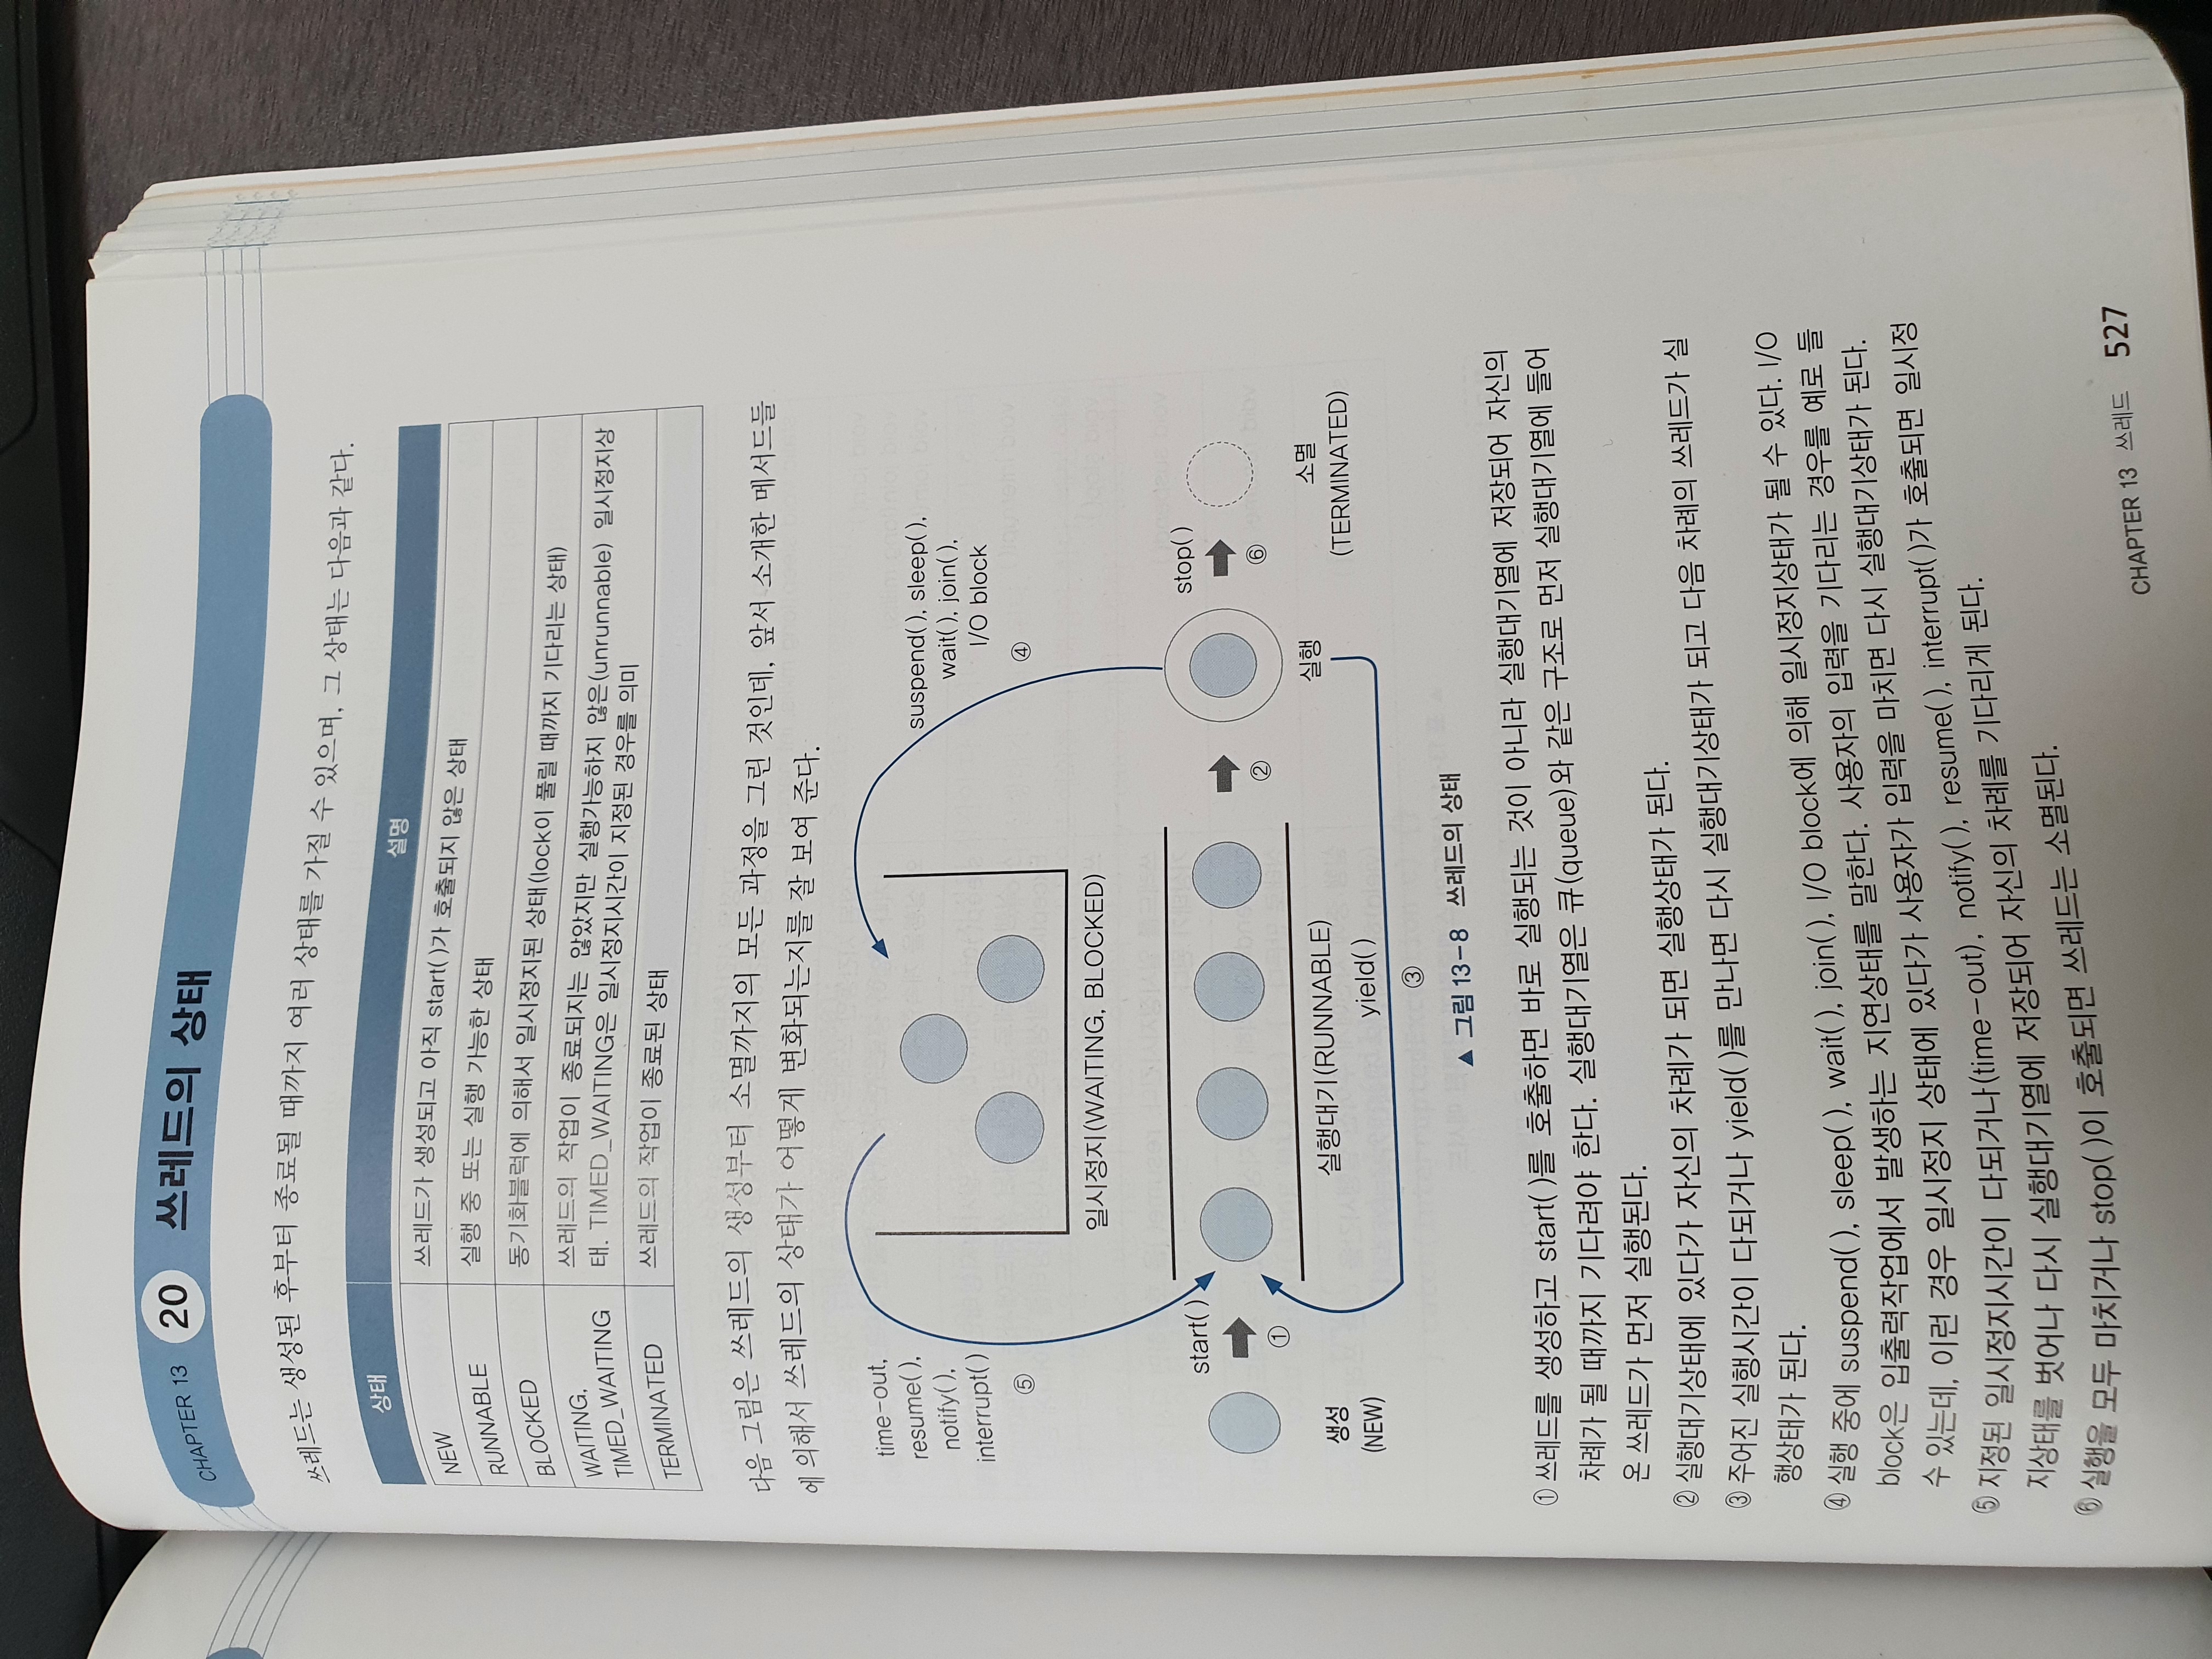 CHAPTER 13 20 쓰레드의 상태
쓰레드는 생성된 후부터 종료될 때까지 여러 상태를 가질 수 있으며, 그 상태는 다음과 같다.
상태 설명
NEW 쓰레드가 생성되고 아직 start( )가 호출되지 않은 상태
RUNNABLE 실행 중 또는 실행 가능한 상태
BLOCKED 동기화블럭에 의해서 일시정지된 상태(lock이 풀릴 때까지 기다리는 상태)
WAITING, 쓰레드의 작업이 종료되지는 않았지만 실행가능하지 않은(unrunnable) 일시정지상
TIMED_WAITING 태. TIMED_WAITING은 일시정지시간이 지정된 경우를 의미
TERMINATED 쓰레드의 작업이 종료된 상태
다음 그림은 쓰레드의 생성부터 소멸까지의 모든 과정을 그린 것인데, 앞서 소개한 메서드들
에 의해서 쓰레드의 상태가 어떻게 변화되는지를 잘 보여 준다.
time-out,
resume( ),
notify( ),
interrupt( )
⑤
suspend( ), sleep( ),
wait( ), join( ),
I/O block
④
일시정지(WAITING, BLOCKED)
start( )
①
②
stop( )
⑥
생성
(NEW)
실행대기(RUNNABLE)
실행
소멸
(TERMINATED)
yield( )
③
▲ 그림 13-8 쓰레드의 상태
① 쓰레드를 생성하고 start( )를 호출하면 바로 실행되는 것이 아니라 실행대기열에 저장되어 자신의
차례가 될 때까지 기다려야 한다. 실행대기열은 큐(queue)와 같은 구조로 먼저 실행대기열에 들어
온 쓰레드가 먼저 실행된다.
② 실행대기상태에 있다가 자신의 차례가 되면 실행상태가 된다.
③ 주어진 실행시간이 다되거나 yield( )를 만나면 다시 실행대기상태가 되고 다음 차례의 쓰레드가 실
행상태가 된다.
④ 실행 중에 suspend( ), sleep( ), wait( ), join( ), I/O block에 의해 일시정지상태가 될 수 있다. I/O
block은 입출력작업에서 발생하는 지연상태를 말한다. 사용자의 입력을 기다리는 경우를 예로 들
수 있는데, 이런 경우 일시정지 상태에 있다가 사용자가 입력을 마치면 다시 실행대기상태가 된다.
⑤ 지정된 일시정지시간이 다되거나(time-out), notify( ), resume( ), interrupt( )가 호출되면 일시정
지상태를 벗어나 다시 실행대기열에 저장되어 자신의 차례를 기다리게 된다.
⑥ 실행을 모두 마치거나 stop( )이 호출되면 쓰레드는 소멸된다.
CHAPTER 13 쓰레드 527